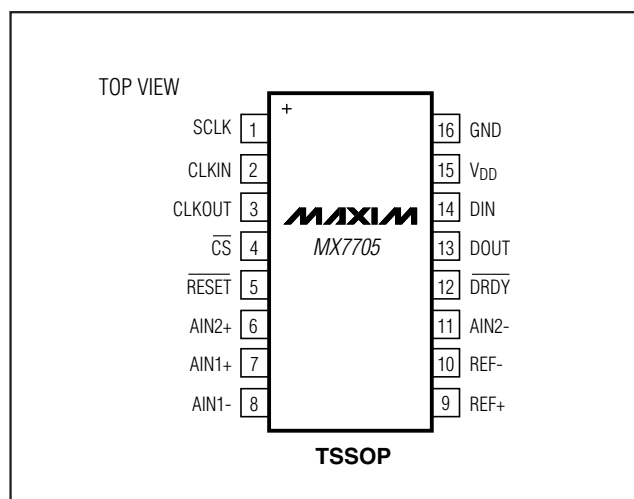 TOP VIEW
+
SCLK 1 16 GND
CLKIN 2 15 VDD
CLKOUT 3 MAXIM 14 DIN
CS 4 MX7705 13 DOUT
RESET 5 12 DRDY
AIN2+ 6 11 AIN2-
AIN1+ 7 10 REF-
AIN1- 8 9 REF+
TSSOP